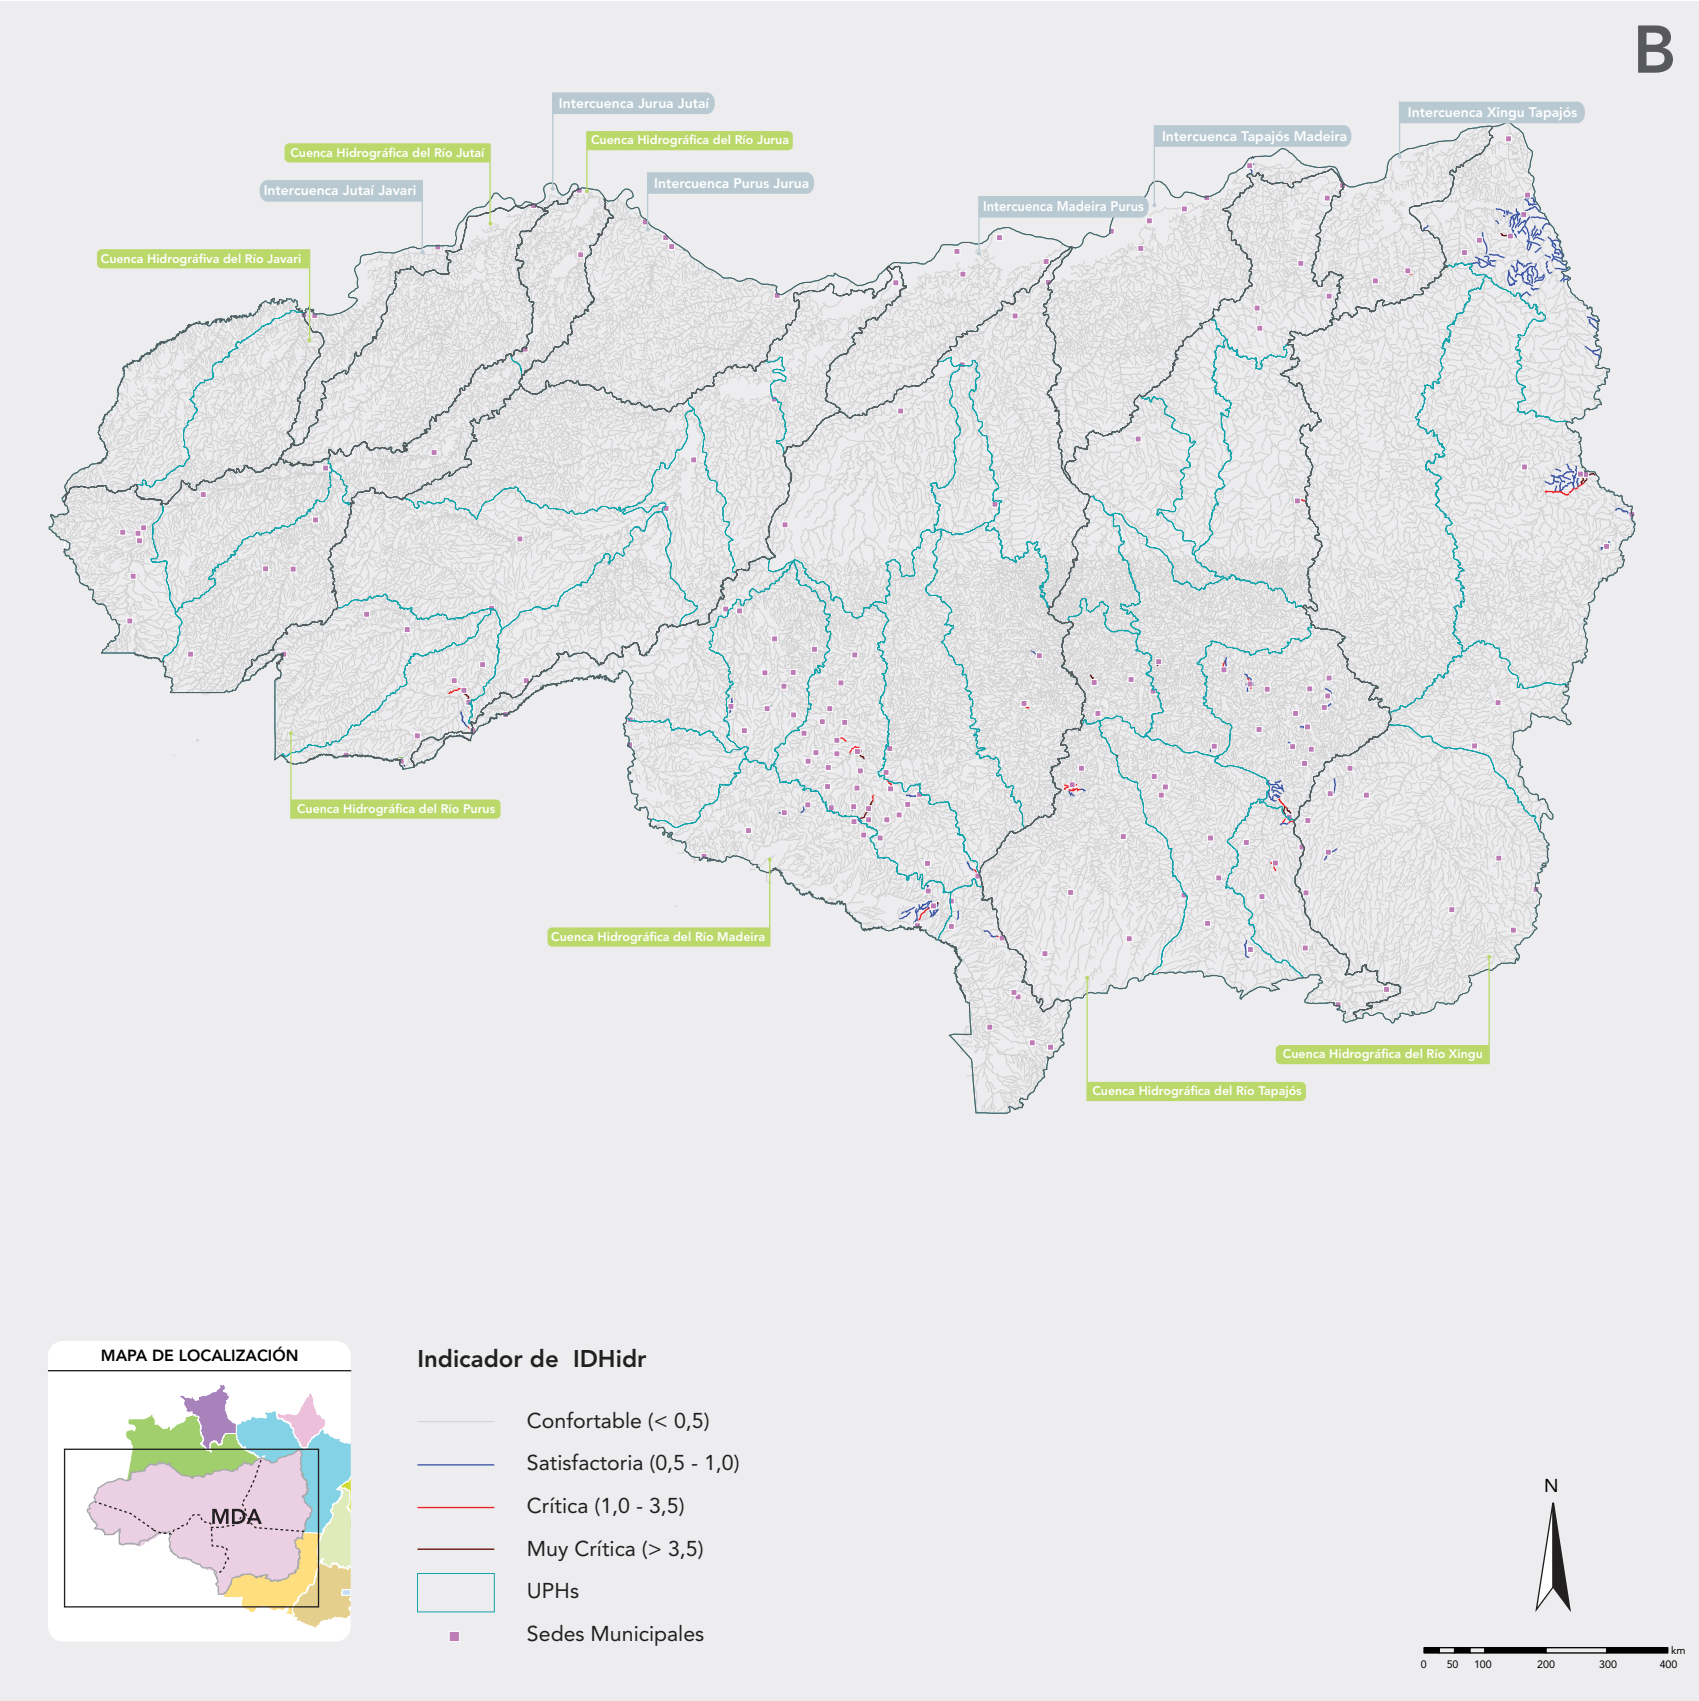 B
Intercuenca Jurua Jutaí
Intercuenca Xingu Tapajós
Intercuenca Tapajós Madeira
Cuenca Hidrográfica del Río Jurua
Cuenca Hidrográfica del Río Jutaí
Intercuenca Purus Jurua
Intercuenca Jutaí Javari
Intercuenca Madeira Purus
Cuenca Hidrográfiva del Río Javari
Cuenca Hidrográfica del Río Purus
Cuenca Hidrográfica del Río Madeira
Cuenca Hidrográfica del Río Xingu
Cuenca Hidrográfica del Río Tapajós
MAPA DE LOCALIZACIÓN
MDA
Indicador de IDHidr
Confortable (< 0,5)
Satisfactoria (0,5 - 1,0)
Crítica (1,0 - 3,5)
Muy Crítica (> 3,5)
UPHs
Sedes Municipales
N
km
0 50 100 200 300 400